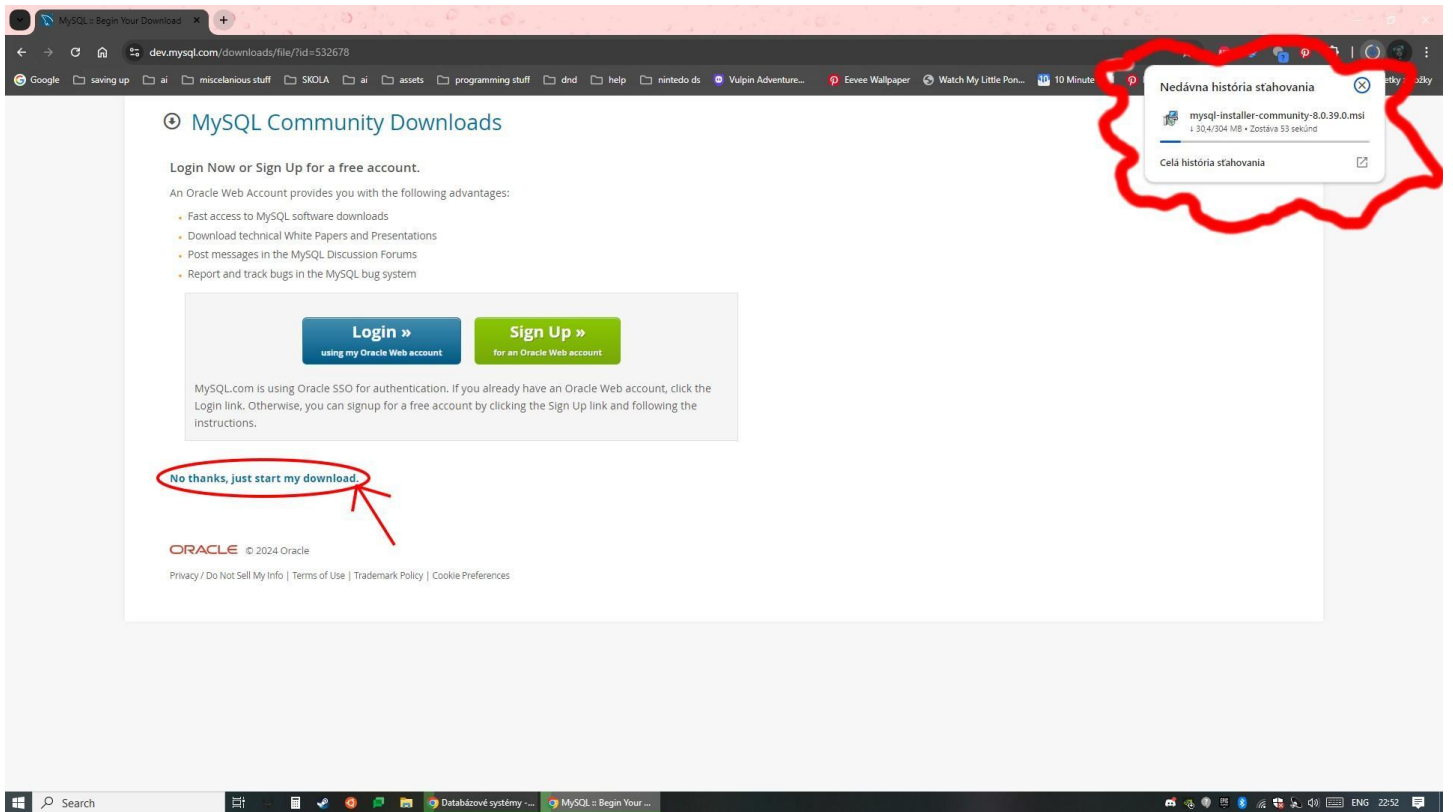 MySQL :: Begin Your Download
dev.mysql.com/downloads/file/?id=532678
Google saving up ai miscelanious stuff SKOLA ai assets programming stuff dnd help nintedo ds Vulpin Adventure... Eevee Wallpaper Watch My Little Pon... 10 Minute
Nedávna história sťahovania
mysql-installer-community-8.0.39.0.msi
↓ 30,4/304 MB • Zostáva 53 sekúnd
Celá história sťahovania
MySQL Community Downloads
Login Now or Sign Up for a free account.
An Oracle Web Account provides you with the following advantages:
• Fast access to MySQL software downloads
• Download technical White Papers and Presentations
• Post messages in the MySQL Discussion Forums
• Report and track bugs in the MySQL bug system
Login »
using my Oracle Web account
Sign Up »
for an Oracle Web account
MySQL.com is using Oracle SSO for authentication. If you already have an Oracle Web account, click the
Login link. Otherwise, you can signup for a free account by clicking the Sign Up link and following the
instructions.
No thanks, just start my download.
ORACLE © 2024 Oracle
Privacy / Do Not Sell My Info | Terms of Use | Trademark Policy | Cookie Preferences
Search
Databázové systémy -...
MySQL :: Begin Your ...
ENG 22:52